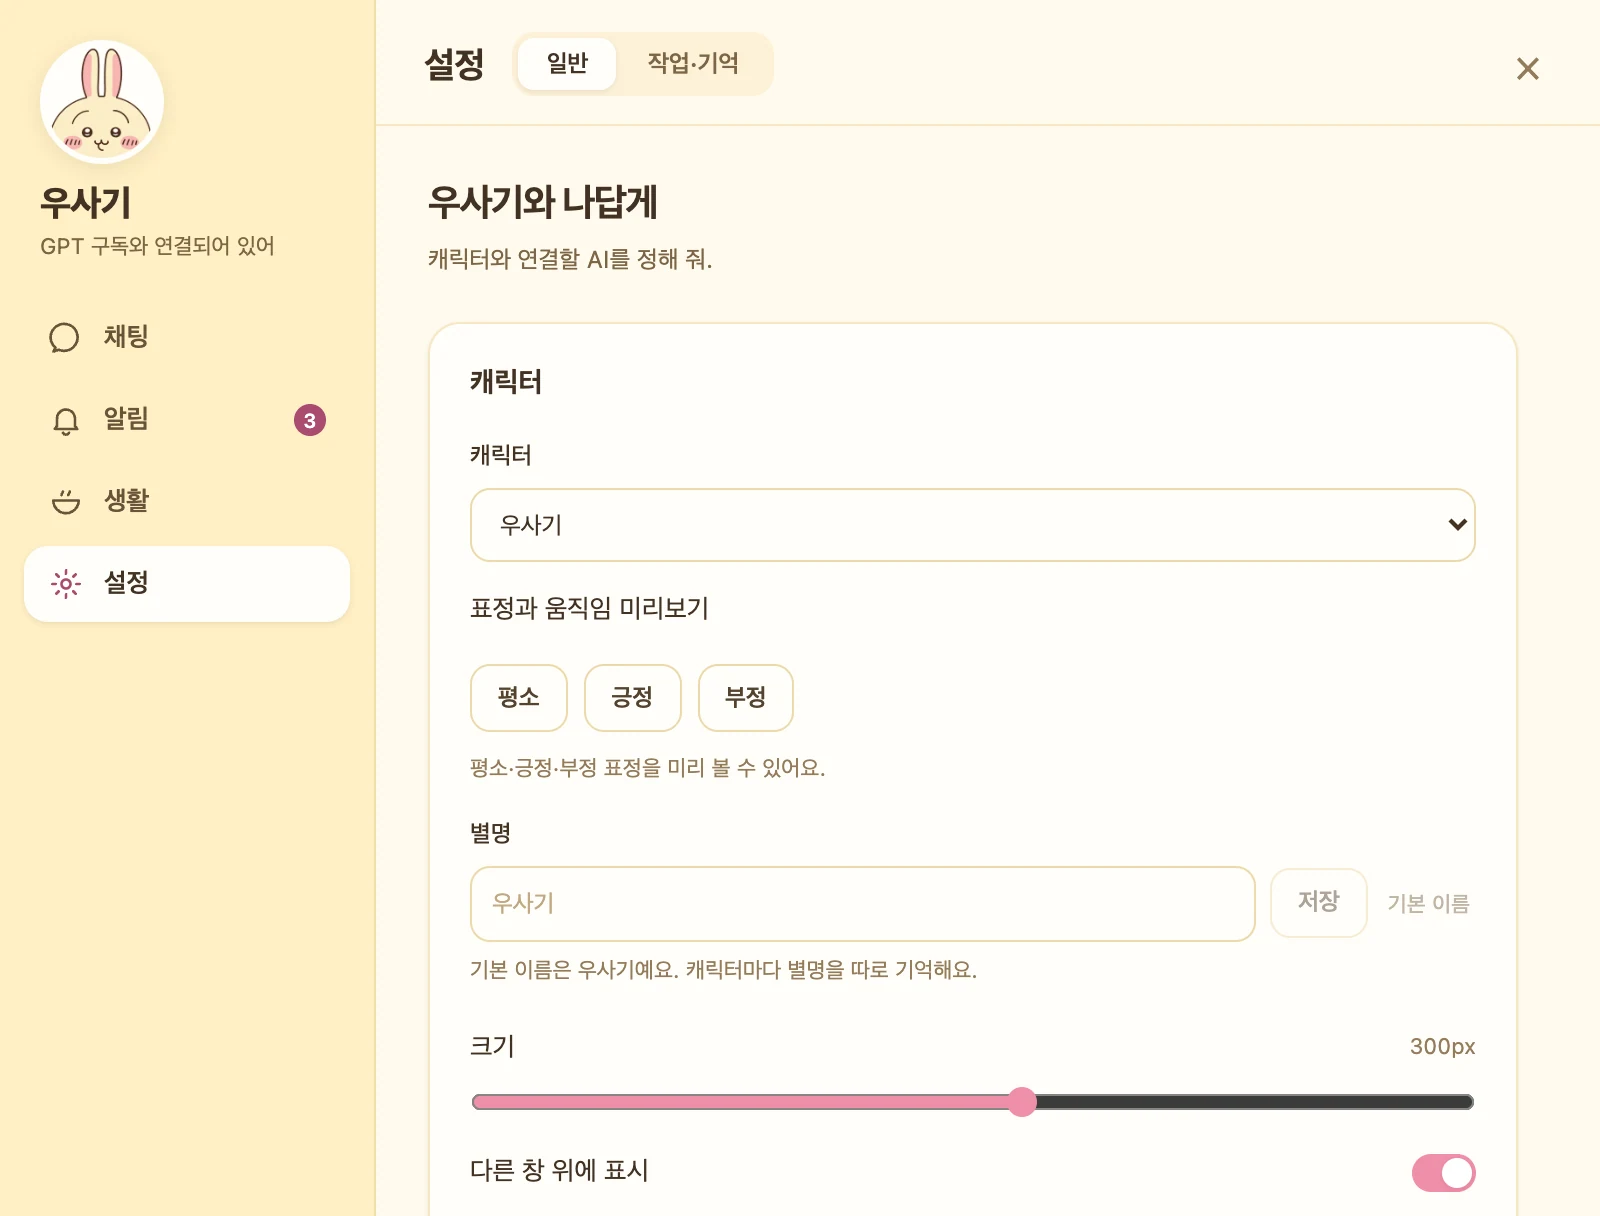 우사기
GPT 구독와 연결되어 있어
채팅
알림
3
생활
설정
설정
일반
작업·기억
우사기와 나답게
캐릭터와 연결할 AI를 정해 줘.
캐릭터
캐릭터
우사기
표정과 움직임 미리보기
평소
긍정
부정
평소·긍정·부정 표정을 미리 볼 수 있어요.
별명
우사기
저장
기본 이름
기본 이름은 우사기예요. 캐릭터마다 별명을 따로 기억해요.
크기
300px
다른 창 위에 표시